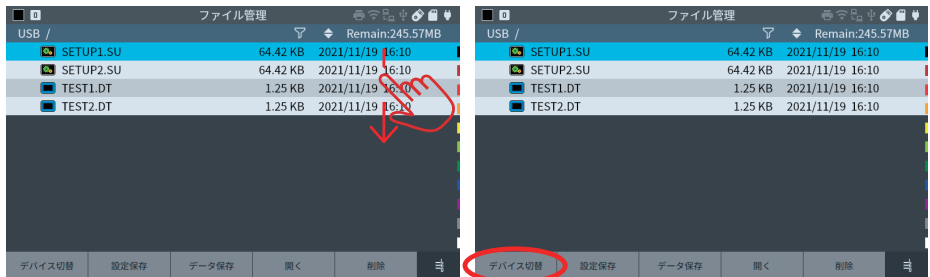 0 ファイル管理
USB / Remain:245.57MB
SETUP1.SU 64.42 KB 2021/11/19 16:10
SETUP2.SU 64.42 KB 2021/11/19 16:10
TEST1.DT 1.25 KB 2021/11/19 16:10
TEST2.DT 1.25 KB 2021/11/19 16:10
デバイス切替 設定保存 データ保存 開く 削除
0 ファイル管理
USB / Remain:245.57MB
SETUP1.SU 64.42 KB 2021/11/19 16:10
SETUP2.SU 64.42 KB 2021/11/19 16:10
TEST1.DT 1.25 KB 2021/11/19 16:10
TEST2.DT 1.25 KB 2021/11/19 16:10
デバイス切替 設定保存 データ保存 開く 削除